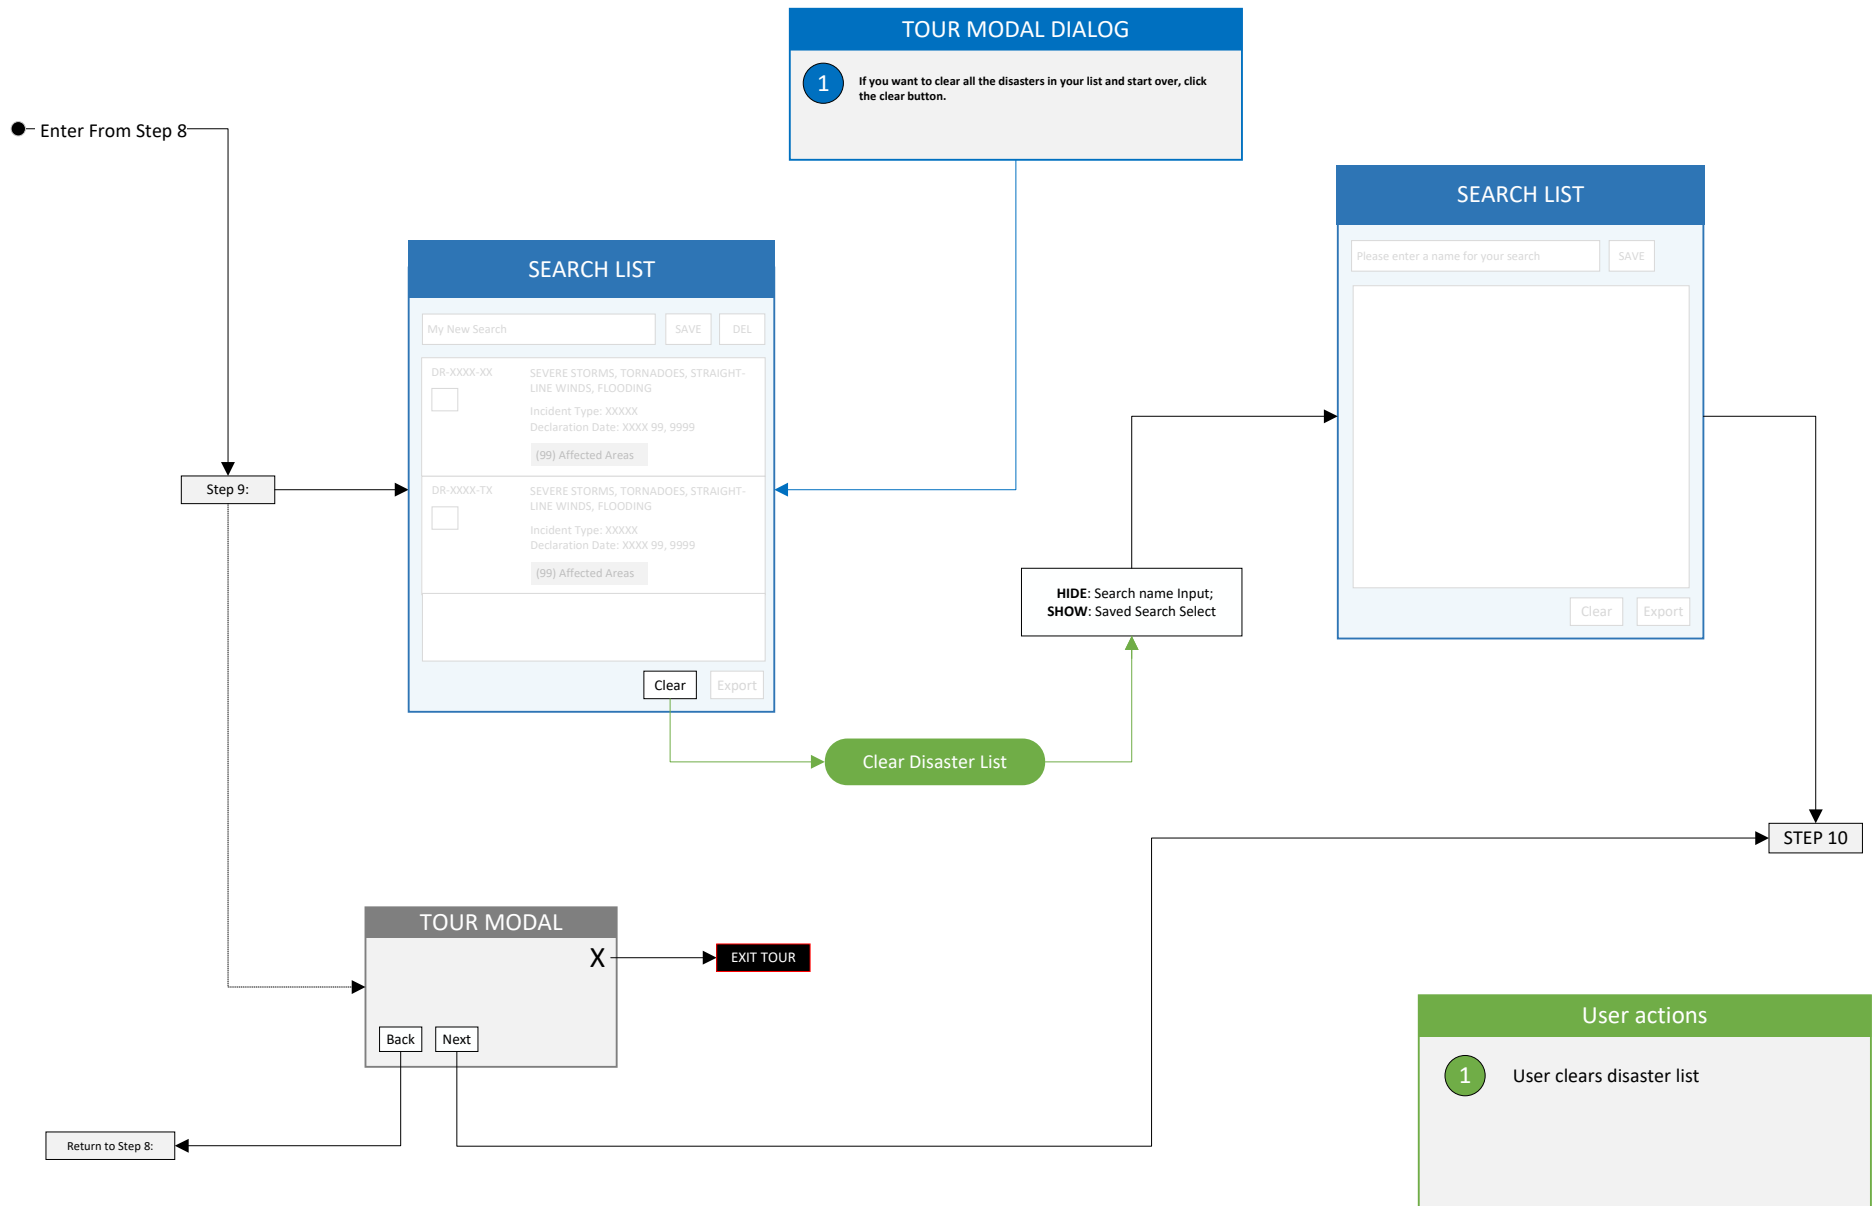 TOUR MODAL DIALOG
1
If you want to clear all the disasters in your list and start over, click
the clear button.
Enter From Step 8
SEARCH LIST
Please enter a name for your search
SAVE
Clear
Export
SEARCH LIST
My New Search
SAVE
DEL
DR-XXXX-XX
SEVERE STORMS, TORNADOES, STRAIGHT-
LINE WINDS, FLOODING
Incident Type: XXXXX
Declaration Date: XXXX 99, 9999
(99) Affected Areas
DR-XXXX-TX
SEVERE STORMS, TORNADOES, STRAIGHT-
LINE WINDS, FLOODING
Incident Type: XXXXX
Declaration Date: XXXX 99, 9999
(99) Affected Areas
Clear
Export
Step 9:
HIDE: Search name Input;
SHOW: Saved Search Select
Clear Disaster List
STEP 10
TOUR MODAL
X
EXIT TOUR
Back
Next
Return to Step 8:
User actions
1
User clears disaster list